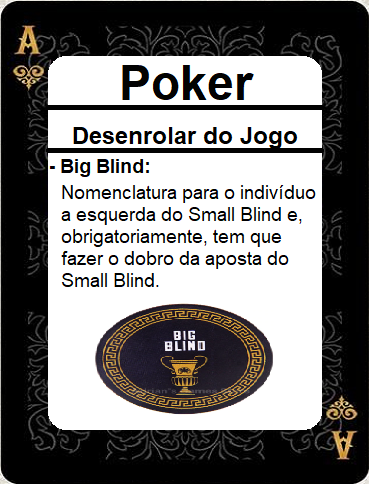 A
Poker
Desenrolar do Jogo
- Big Blind:
Nomenclatura para o indivíduo
a esquerda do Small Blind e,
obrigatoriamente, tem que
fazer o dobro da aposta do
Small Blind.
BIG
BLIND
A